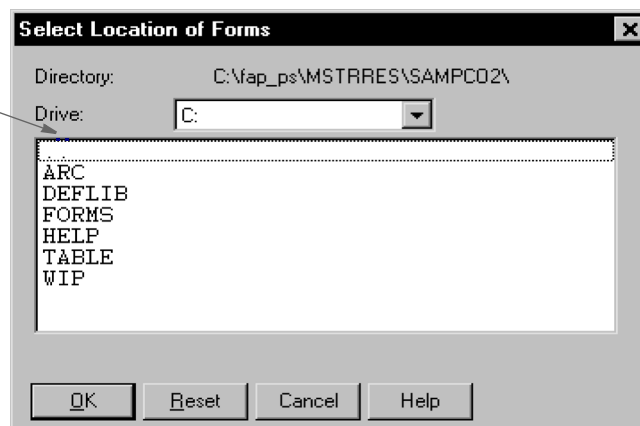 Select Location of Forms
Directory: C:\fap_ps\MSTRRES\SAMPCO2\
Drive: C:
..
ARC
DEFLIB
FORMS
HELP
TABLE
WIP
OK Reset Cancel Help